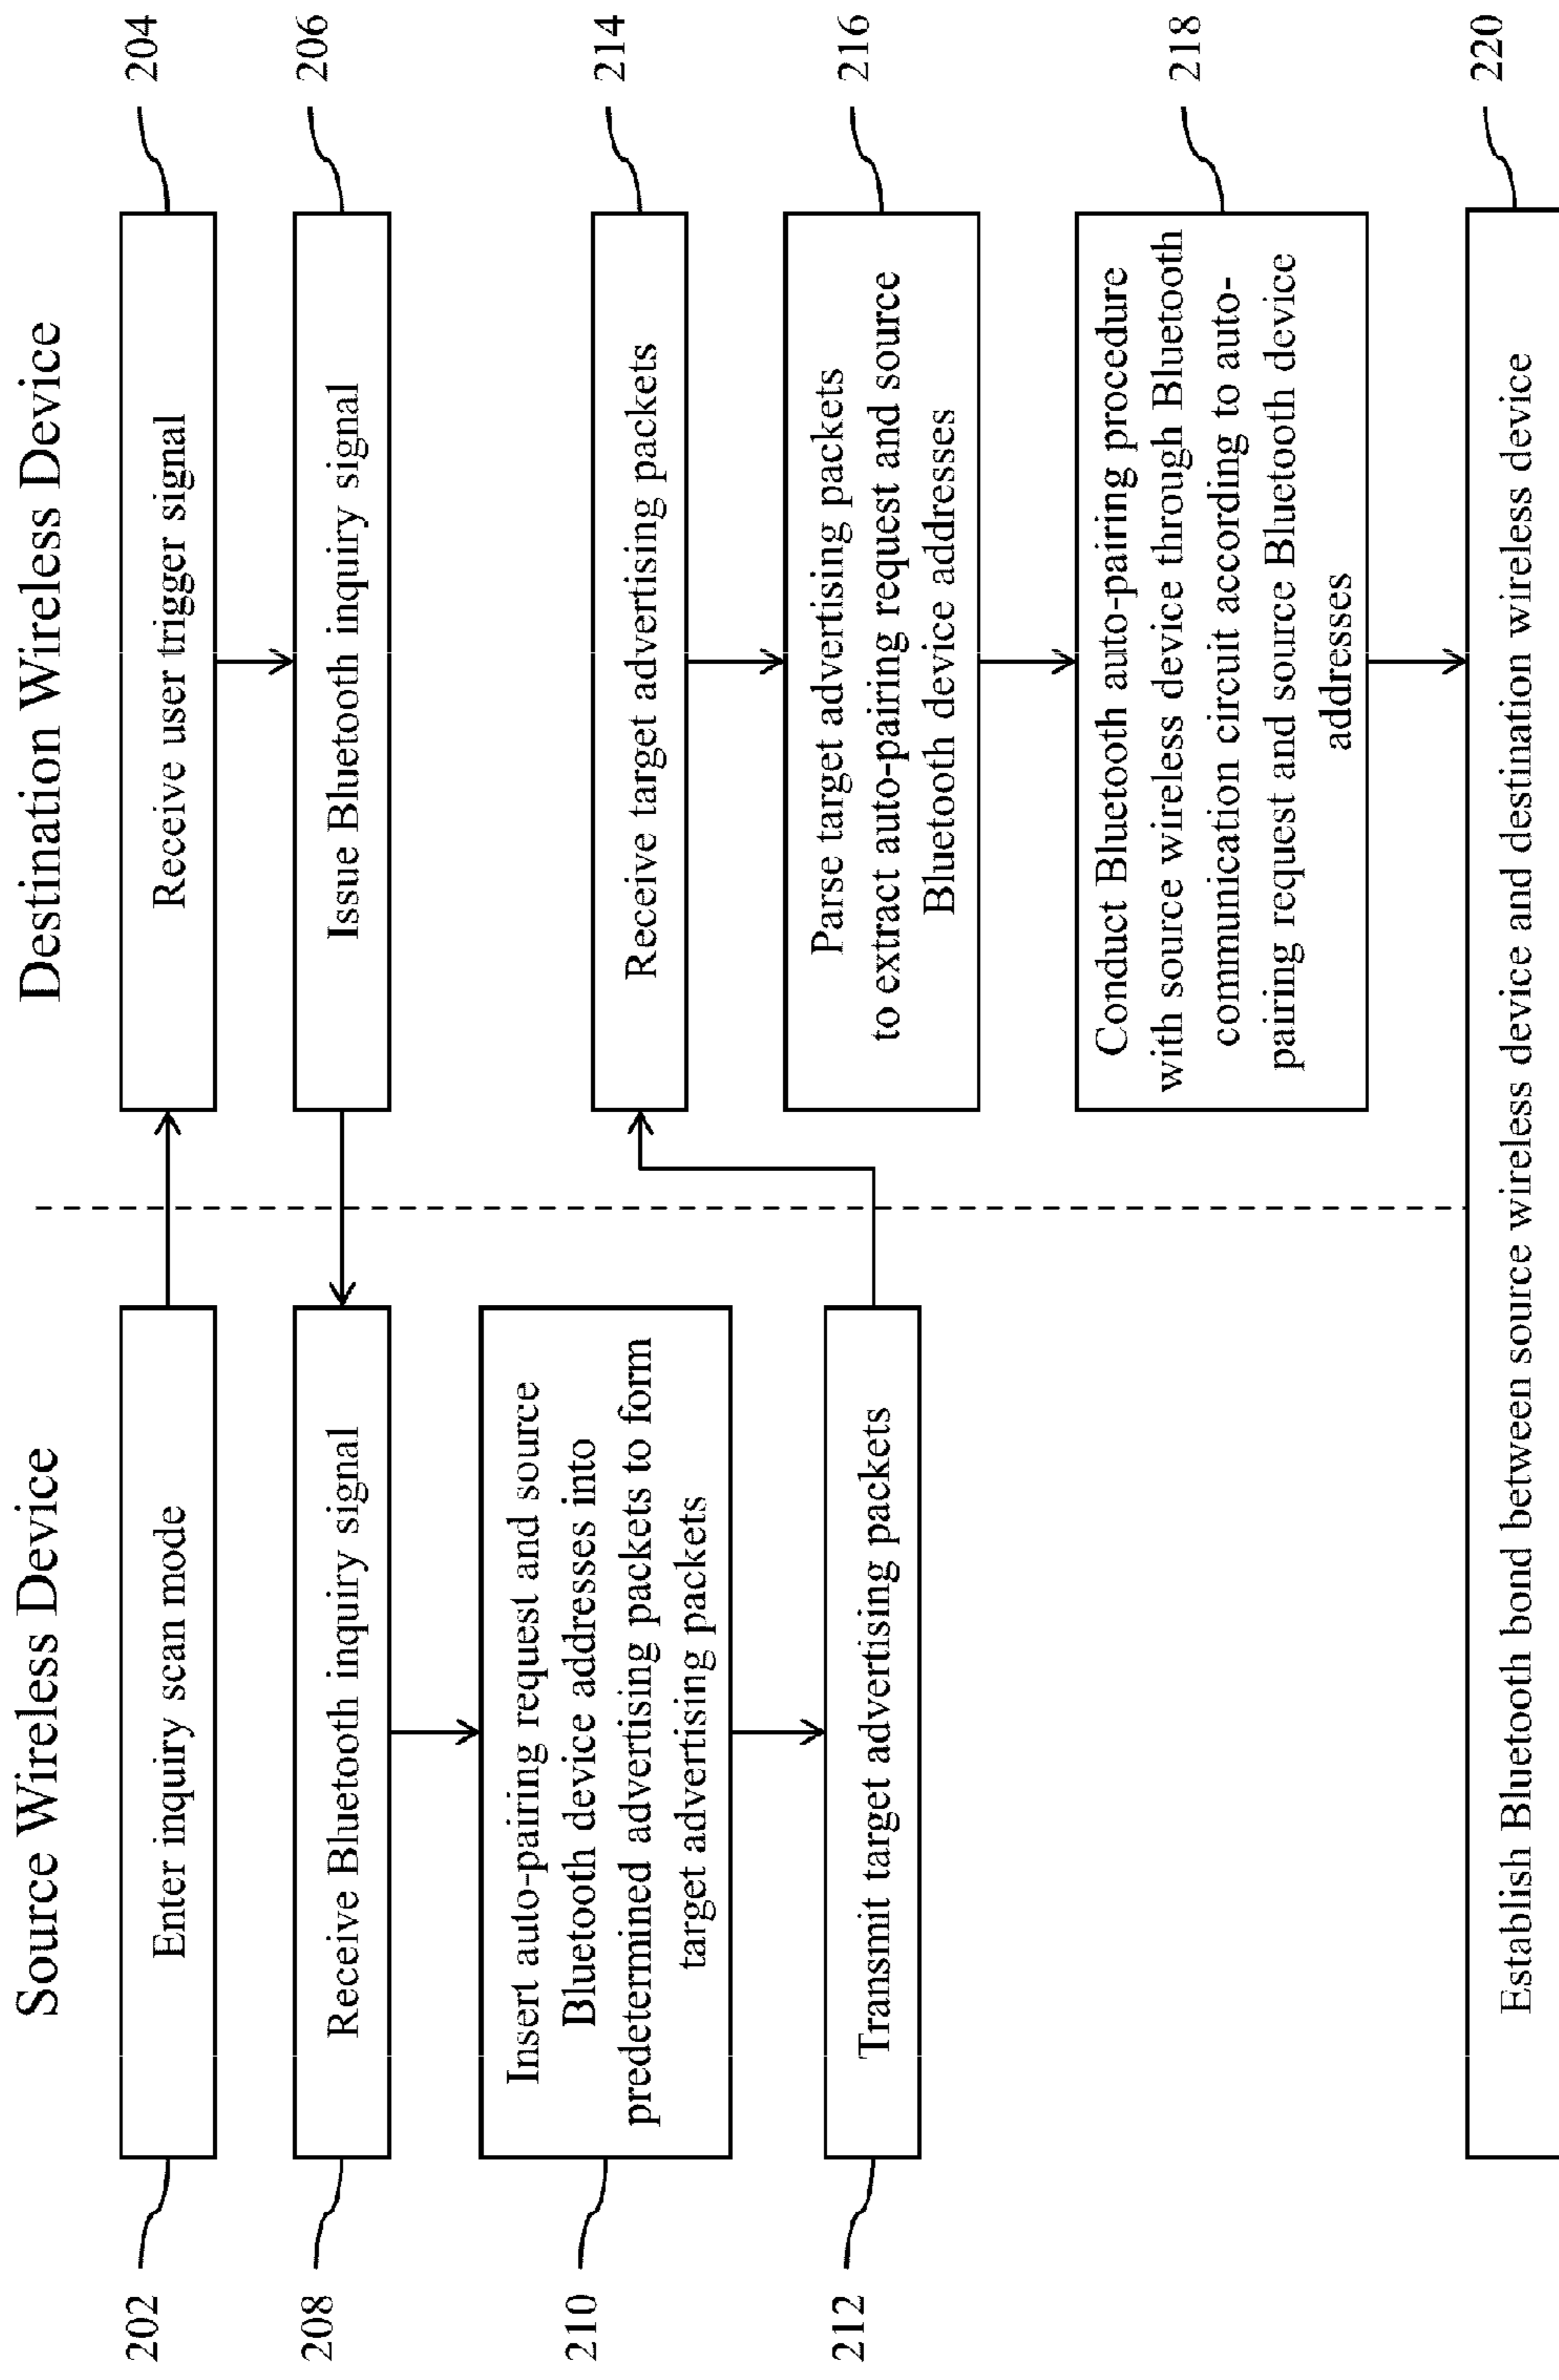 Source Wireless Device
Destination Wireless Device
202
Enter inquiry scan mode
Receive user trigger signal
204
208
Receive Bluetooth inquiry signal
Issue Bluetooth inquiry signal
206
210
Insert auto-pairing request and source
Bluetooth device addresses into
predetermined advertising packets to form
target advertising packets
Receive target advertising packets
214
212
Transmit target advertising packets
Parse target advertising packets
to extract auto-pairing request and source
Bluetooth device addresses
216
Conduct Bluetooth auto-pairing procedure
with source wireless device through Bluetooth
communication circuit according to auto-
pairing request and source Bluetooth device
addresses
218
Establish Bluetooth bond between source wireless device and destination wireless device
220